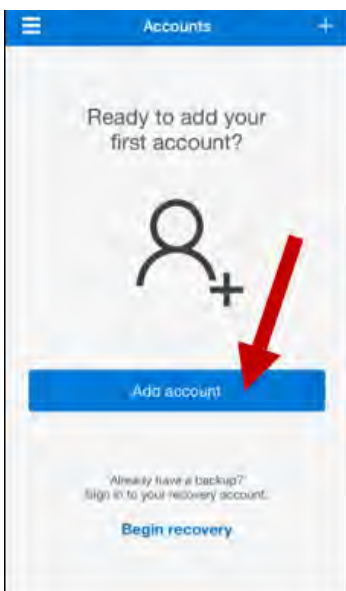 Accounts
Ready to add your
first account?
Add account
Already have a backup?
Sign in to your recovery account.
Begin recovery